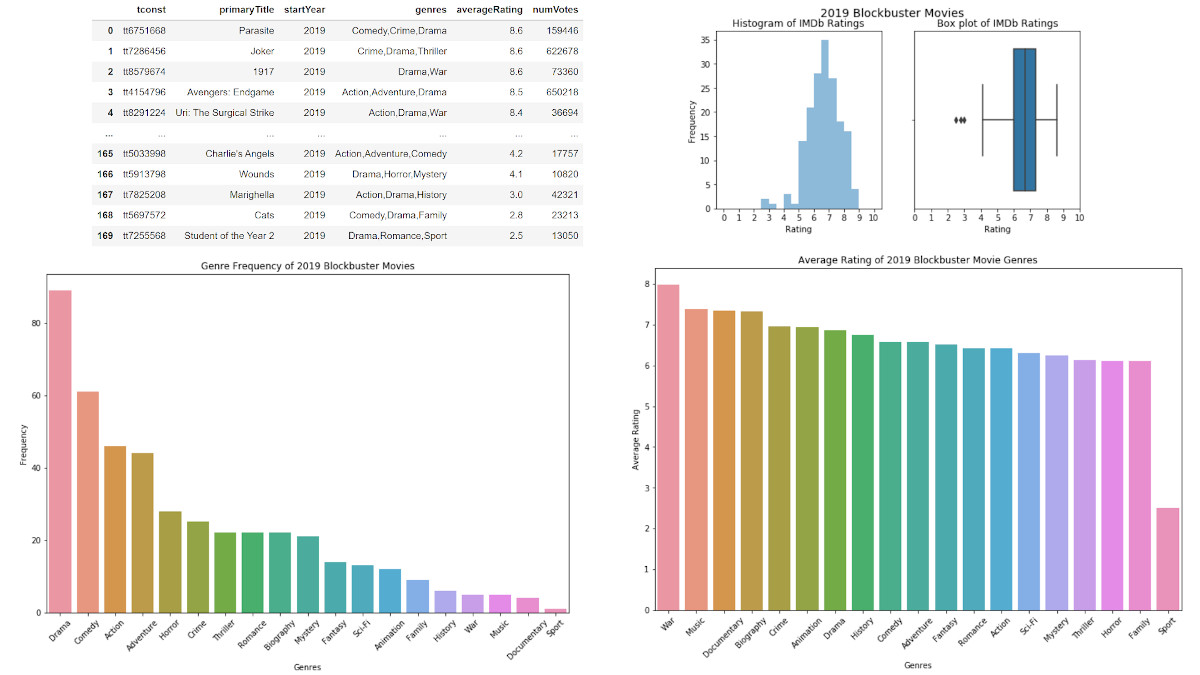 tconst primaryTitle startYear genres averageRating numVotes
0 tt6751668 Parasite 2019 Comedy,Crime,Drama 8.6 159446
1 tt7286456 Joker 2019 Crime,Drama,Thriller 8.6 622678
2 tt8579674 1917 2019 Drama,War 8.6 73360
3 tt4154796 Avengers: Endgame 2019 Action,Adventure,Drama 8.5 650218
4 tt8291224 Uri: The Surgical Strike 2019 Action,Drama,War 8.4 36694
... ... ... ... ... ... ...
165 tt5033998 Charlie's Angels 2019 Action,Adventure,Comedy 4.2 17757
166 tt5913798 Wounds 2019 Drama,Horror,Mystery 4.1 10820
167 tt7825208 Marighella 2019 Action,Drama,History 3.0 42321
168 tt5697572 Cats 2019 Comedy,Drama,Family 2.8 23213
169 tt7255568 Student of the Year 2 2019 Drama,Romance,Sport 2.5 13050
2019 Blockbuster Movies
Histogram of IMDb Ratings
35
30
25
20
15
10
5
0
Frequency
0 1 2 3 4 5 6 7 8 9 10
Rating
Box plot of IMDb Ratings
0 1 2 3 4 5 6 7 8 9 10
Rating
Genre Frequency of 2019 Blockbuster Movies
80
60
40
20
0
Frequency
Drama Comedy Action Adventure Horror Crime Thriller Romance Biography Mystery Fantasy Sci-Fi Animation Family History War Music Documentary Sport
Genres
Average Rating of 2019 Blockbuster Movie Genres
8
7
6
5
4
3
2
1
0
Average Rating
War Music Documentary Biography Crime Animation Drama History Comedy Adventure Fantasy Romance Action Sci-Fi Mystery Thriller Horror Family Sport
Genres